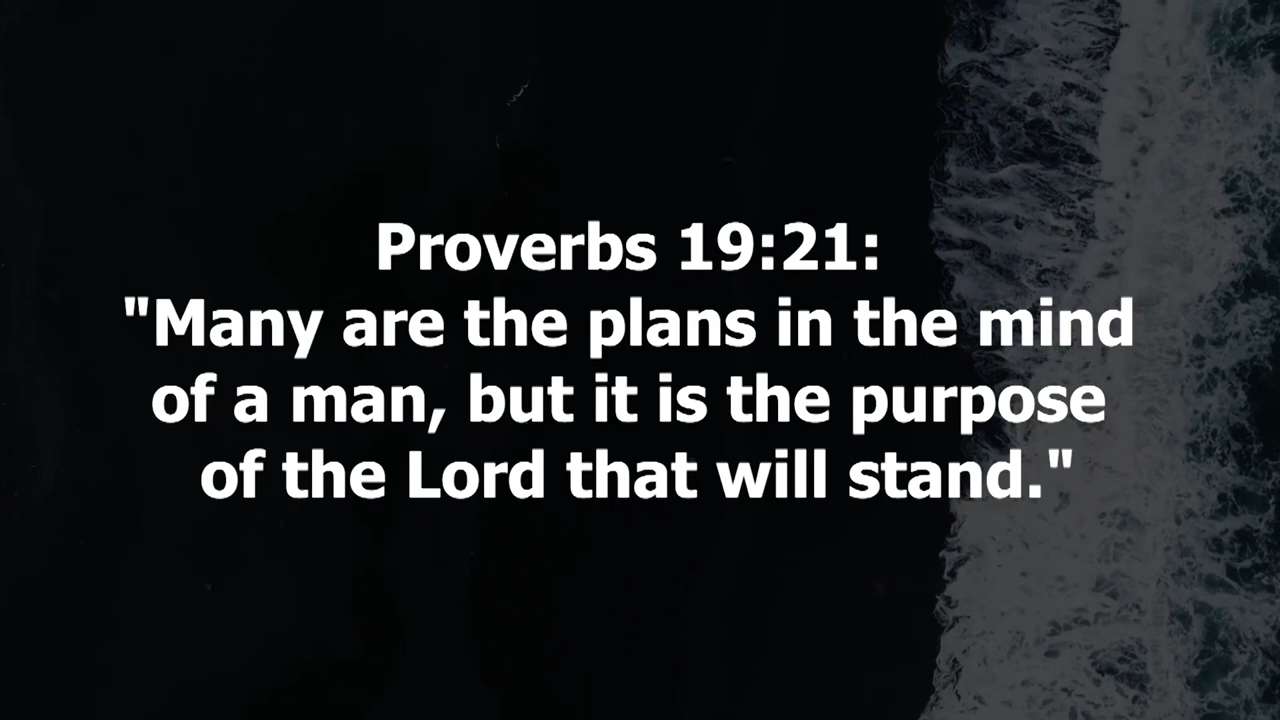 Proverbs 19:21:
"Many are the plans in the mind
of a man, but it is the purpose
of the Lord that will stand."